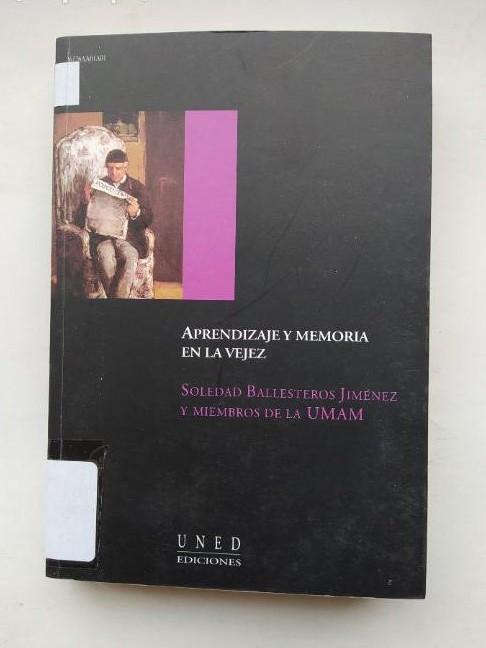 APRENDIZAJE Y MEMORIA
EN LA VEJEZ
SOLEDAD BALLESTEROS JIMÉNEZ
Y MIEMBROS DE LA UMAM
UNED
EDICIONES